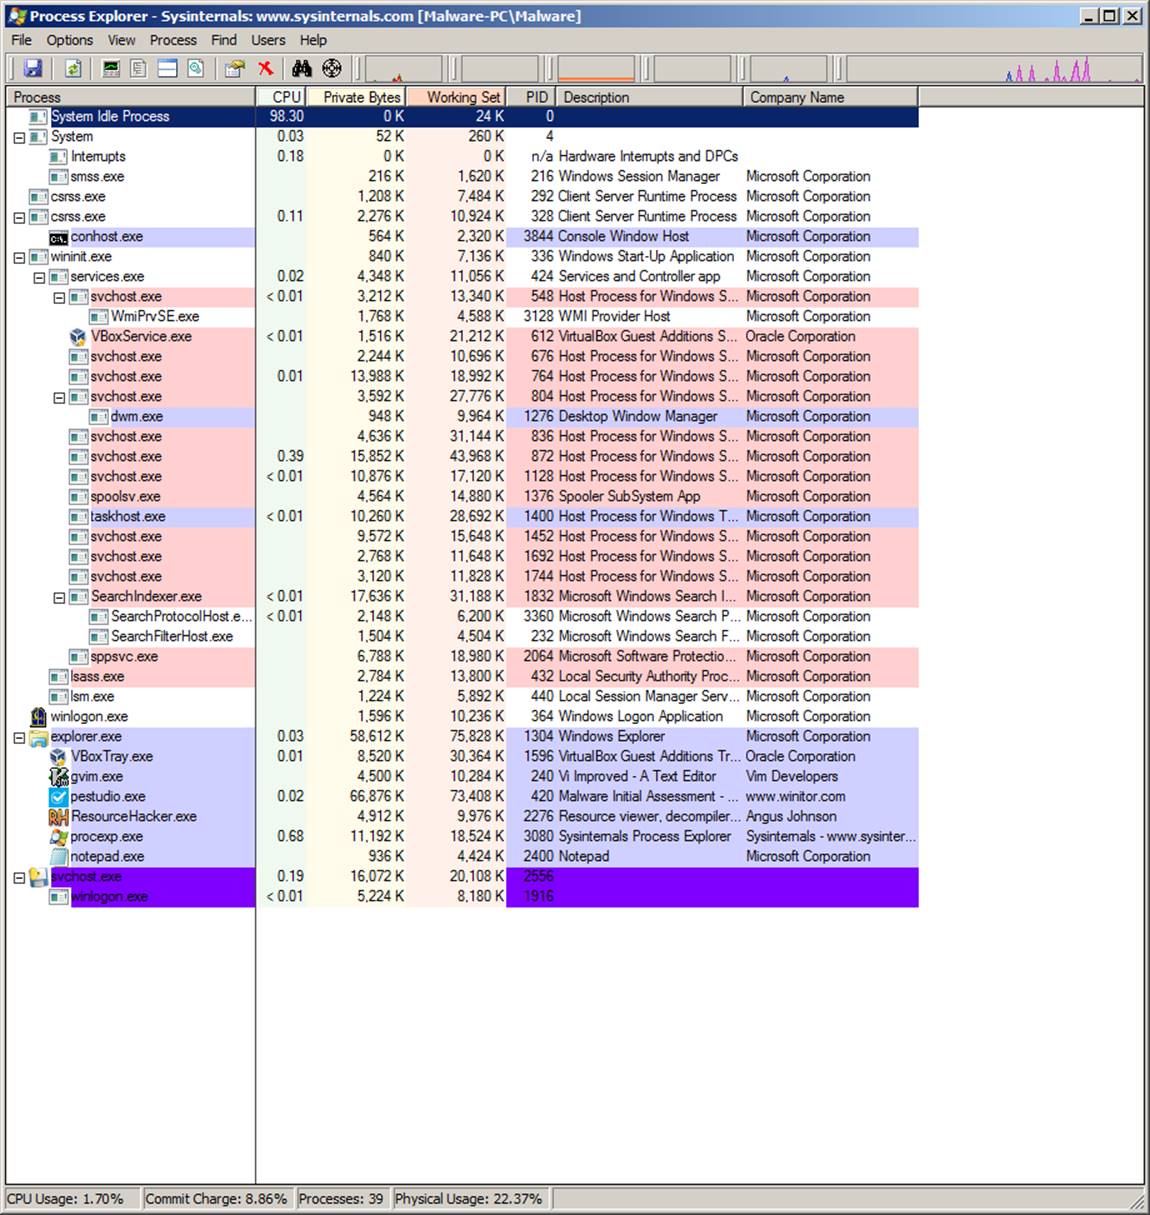 Process Explorer - Sysinternals: www.sysinternals.com [Malware-PC\Malware]
File Options View Process Find Users Help
Process CPU Private Bytes Working Set PID Description Company Name
System Idle Process 98.30 0 K 24 K 0
System 0.03 52 K 260 K 4
Interrupts 0.18 0 K 0 K n/a Hardware Interrupts and DPCs
smss.exe 216 K 1,620 K 216 Windows Session Manager Microsoft Corporation
csrss.exe 1,208 K 7,484 K 292 Client Server Runtime Process Microsoft Corporation
csrss.exe 0.11 2,276 K 10,924 K 328 Client Server Runtime Process Microsoft Corporation
conhost.exe 564 K 2,320 K 3844 Console Window Host Microsoft Corporation
wininit.exe 840 K 7,136 K 336 Windows Start-Up Application Microsoft Corporation
services.exe 0.02 4,348 K 11,056 K 424 Services and Controller app Microsoft Corporation
svchost.exe < 0.01 3,212 K 13,340 K 548 Host Process for Windows S... Microsoft Corporation
WmiPrvSE.exe 1,768 K 4,588 K 3128 WMI Provider Host Microsoft Corporation
VBoxService.exe < 0.01 1,516 K 21,212 K 612 VirtualBox Guest Additions S... Oracle Corporation
svchost.exe 2,244 K 10,696 K 676 Host Process for Windows S... Microsoft Corporation
svchost.exe 0.01 13,988 K 18,992 K 764 Host Process for Windows S... Microsoft Corporation
svchost.exe 3,592 K 27,776 K 804 Host Process for Windows S... Microsoft Corporation
dwm.exe 948 K 9,964 K 1276 Desktop Window Manager Microsoft Corporation
svchost.exe 4,636 K 31,144 K 836 Host Process for Windows S... Microsoft Corporation
svchost.exe 0.39 15,852 K 43,968 K 872 Host Process for Windows S... Microsoft Corporation
svchost.exe < 0.01 10,876 K 17,120 K 1128 Host Process for Windows S... Microsoft Corporation
spoolsv.exe 4,564 K 14,880 K 1376 Spooler SubSystem App Microsoft Corporation
taskhost.exe < 0.01 10,260 K 28,692 K 1400 Host Process for Windows T... Microsoft Corporation
svchost.exe 9,572 K 15,648 K 1452 Host Process for Windows S... Microsoft Corporation
svchost.exe 2,768 K 11,648 K 1692 Host Process for Windows S... Microsoft Corporation
svchost.exe 3,120 K 11,828 K 1744 Host Process for Windows S... Microsoft Corporation
SearchIndexer.exe < 0.01 17,636 K 31,188 K 1832 Microsoft Windows Search I... Microsoft Corporation
SearchProtocolHost.e... < 0.01 2,148 K 6,200 K 3360 Microsoft Windows Search P... Microsoft Corporation
SearchFilterHost.exe 1,504 K 4,504 K 232 Microsoft Windows Search F... Microsoft Corporation
sppsvc.exe 6,788 K 18,980 K 2064 Microsoft Software Protectio... Microsoft Corporation
lsass.exe 2,784 K 13,800 K 432 Local Security Authority Proc... Microsoft Corporation
lsm.exe 1,224 K 5,892 K 440 Local Session Manager Serv... Microsoft Corporation
winlogon.exe 1,596 K 10,236 K 364 Windows Logon Application Microsoft Corporation
explorer.exe 0.03 58,612 K 75,828 K 1304 Windows Explorer Microsoft Corporation
VBoxTray.exe 0.01 8,520 K 30,364 K 1596 VirtualBox Guest Additions Tr... Oracle Corporation
gvim.exe 4,500 K 10,284 K 240 Vi Improved - A Text Editor Vim Developers
pestudio.exe 0.02 66,876 K 73,408 K 420 Malware Initial Assessment - ... www.winitor.com
RH ResourceHacker.exe 4,912 K 9,976 K 2276 Resource viewer, decompiler... Angus Johnson
procexp.exe 0.68 11,192 K 18,524 K 3080 Sysinternals Process Explorer Sysinternals - www.sysinter...
notepad.exe 936 K 4,424 K 2400 Notepad Microsoft Corporation
svchost.exe 0.19 16,072 K 20,108 K 2556
winlogon.exe < 0.01 5,224 K 8,180 K 1916
CPU Usage: 1.70% Commit Charge: 8.86% Processes: 39 Physical Usage: 22.37%